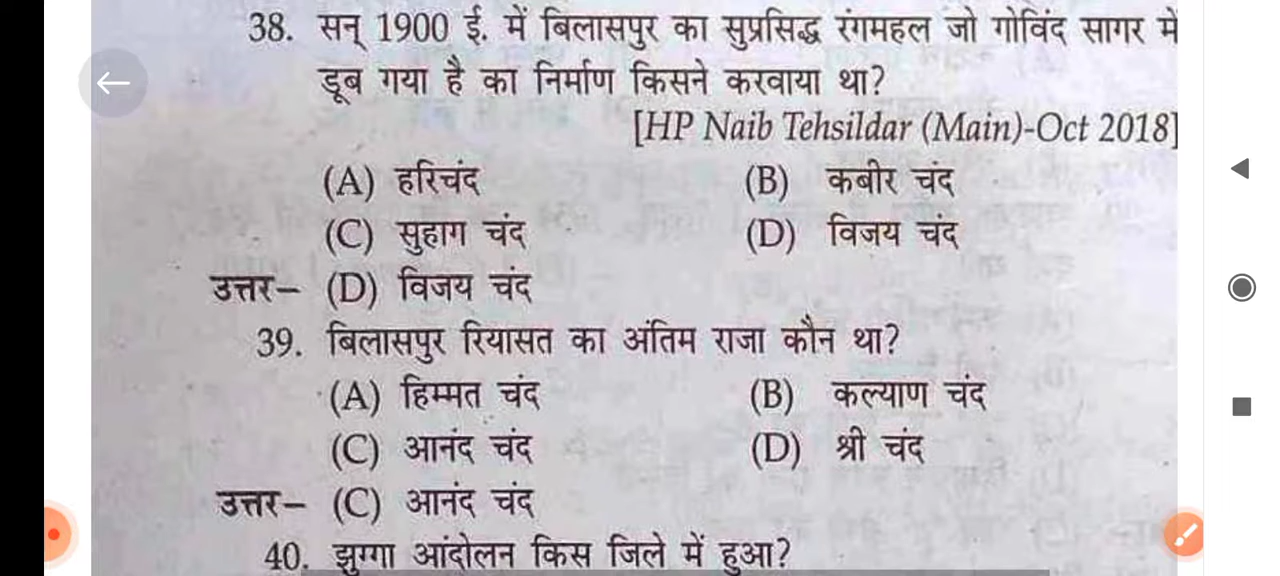 38. सन् 1900 ई. में बिलासपुर का सुप्रसिद्ध रंगमहल जो गोविंद सागर में
डूब गया है का निर्माण किसने करवाया था?
[HP Naib Tehsildar (Main)-Oct 2018]
(A) हरिचंद (B) कबीर चंद
(C) सुहाग चंद (D) विजय चंद
उत्तर– (D) विजय चंद
39. बिलासपुर रियासत का अंतिम राजा कौन था?
(A) हिम्मत चंद (B) कल्याण चंद
(C) आनंद चंद (D) श्री चंद
उत्तर– (C) आनंद चंद
40. झुग्गा आंदोलन किस जिले में हुआ?